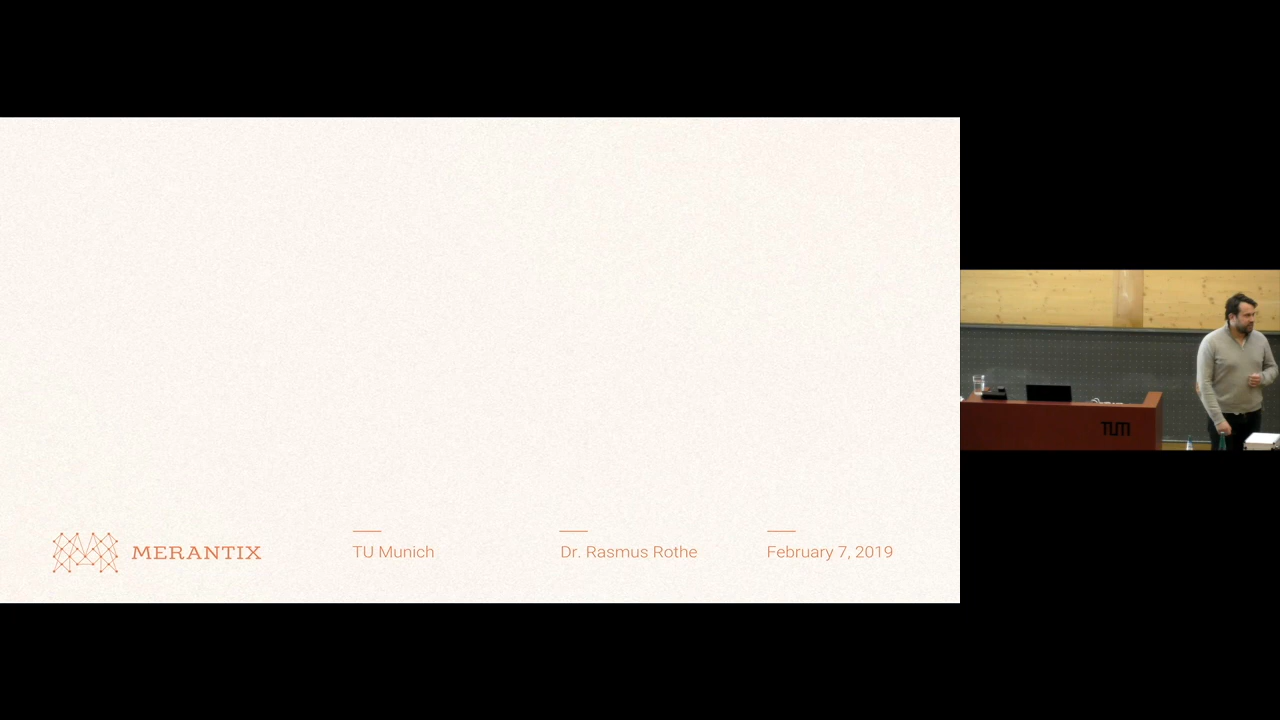 MERANTIX
TU Munich
Dr. Rasmus Rothe
February 7, 2019
TUM